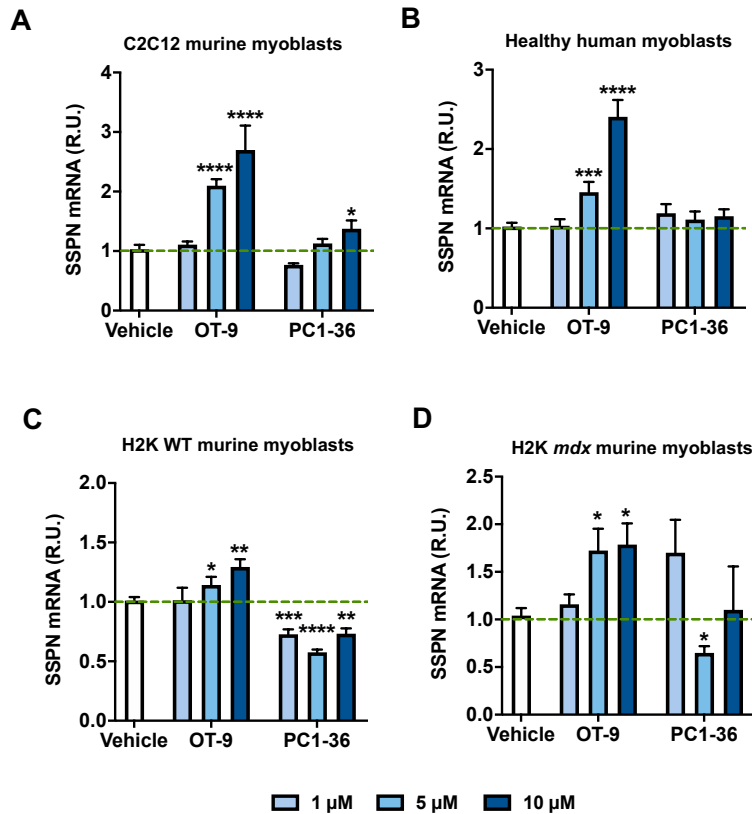 A
C2C12 murine myoblasts
SSPN mRNA (R.U.)
4
3
2
1
0
****
****
*
Vehicle OT-9 PC1-36
B
Healthy human myoblasts
SSPN mRNA (R.U.)
3
2
1
0
***
****
Vehicle OT-9 PC1-36
C
H2K WT murine myoblasts
SSPN mRNA (R.U.)
2.0
1.5
1.0
0.5
0.0
*
**
***
****
**
Vehicle OT-9 PC1-36
D
H2K mdx murine myoblasts
SSPN mRNA (R.U.)
2.5
2.0
1.5
1.0
0.5
0.0
*
*
*
Vehicle OT-9 PC1-36
1 µM 5 µM 10 µM